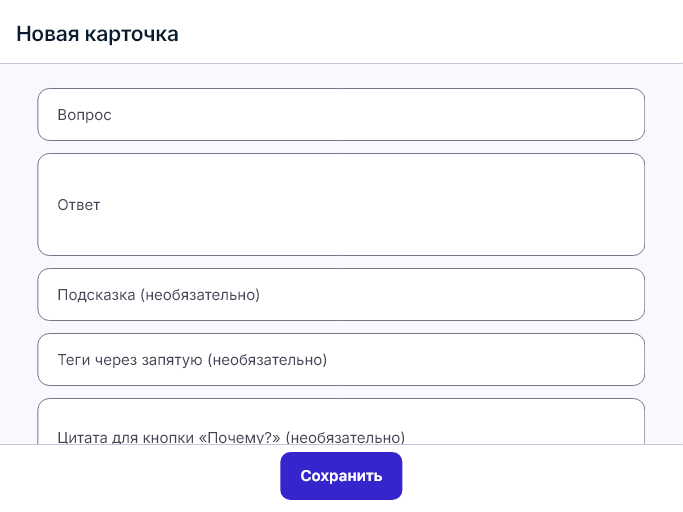 Новая карточка
Вопрос
Ответ
Подсказка (необязательно)
Теги через запятую (необязательно)
Цитата для кнопки «Почему?» (необязательно)
Сохранить